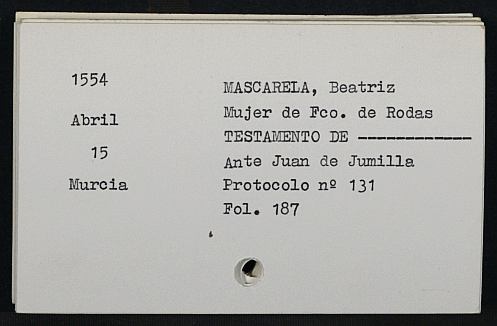 1554
Abril
15
Murcia
MASCARELA, Beatriz
Mujer de Fco. de Rodas
TESTAMENTO DE ------------
Ante Juan de Jumilla
Protocolo nº 131
Fol. 187